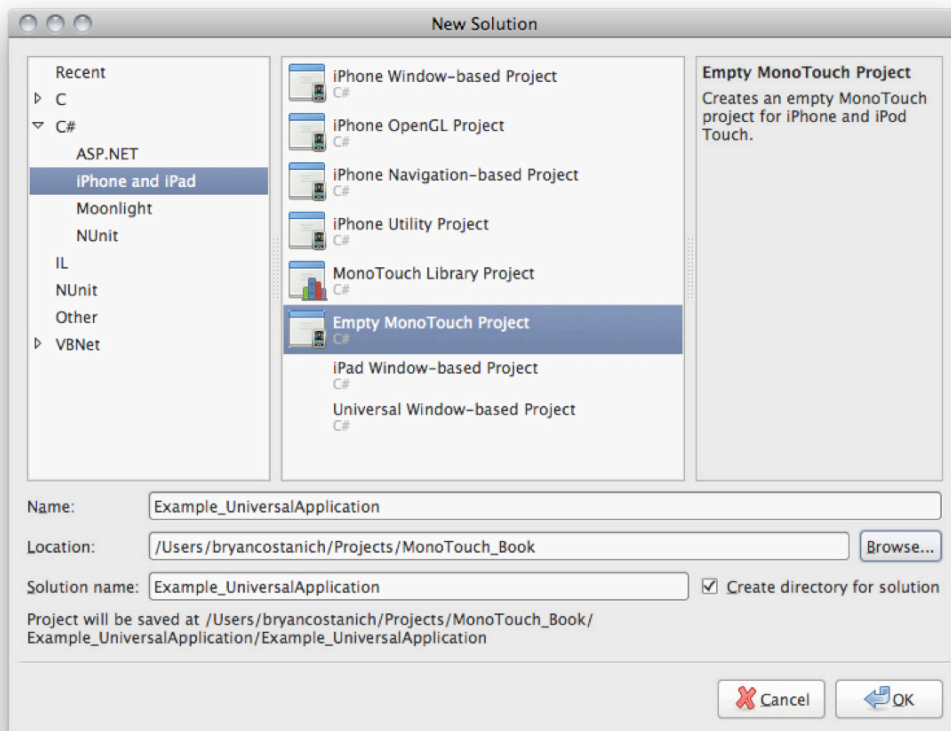 New Solution
Recent
C
C#
ASP.NET
iPhone and iPad
Moonlight
NUnit
IL
NUnit
Other
VBNet
iPhone Window-based Project
C#
iPhone OpenGL Project
C#
iPhone Navigation-based Project
C#
iPhone Utility Project
C#
MonoTouch Library Project
C#
Empty MonoTouch Project
C#
iPad Window-based Project
C#
Universal Window-based Project
C#
Empty MonoTouch Project
Creates an empty MonoTouch
project for iPhone and iPod
Touch.
Name: Example_UniversalApplication
Location: /Users/bryancostanich/Projects/MonoTouch_Book Browse...
Solution name: Example_UniversalApplication Create directory for solution
Project will be saved at /Users/bryancostanich/Projects/MonoTouch_Book/
Example_UniversalApplication/Example_UniversalApplication
Cancel OK